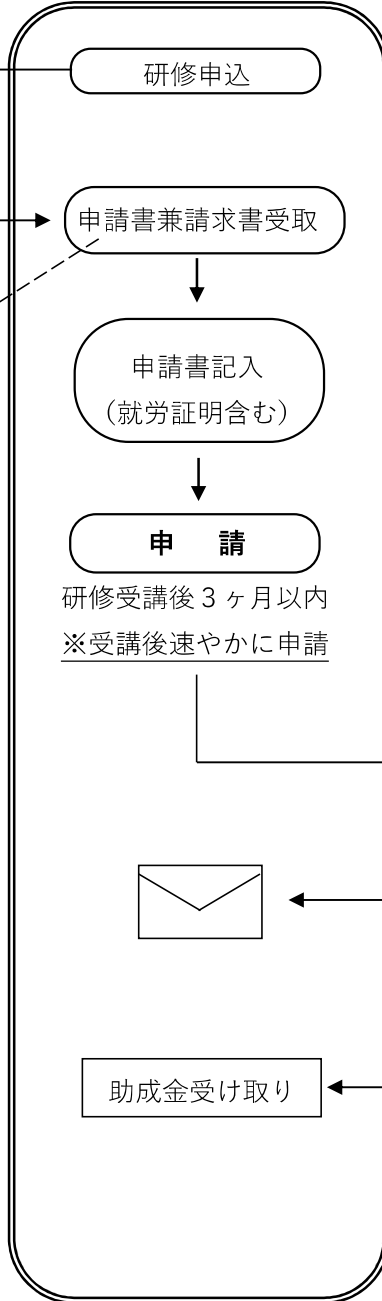 研修申込
申請書兼請求書受取
申請書記入
(就労証明含む)
申　請
研修受講後３ヶ月以内
※受講後速やかに申請
助成金受け取り